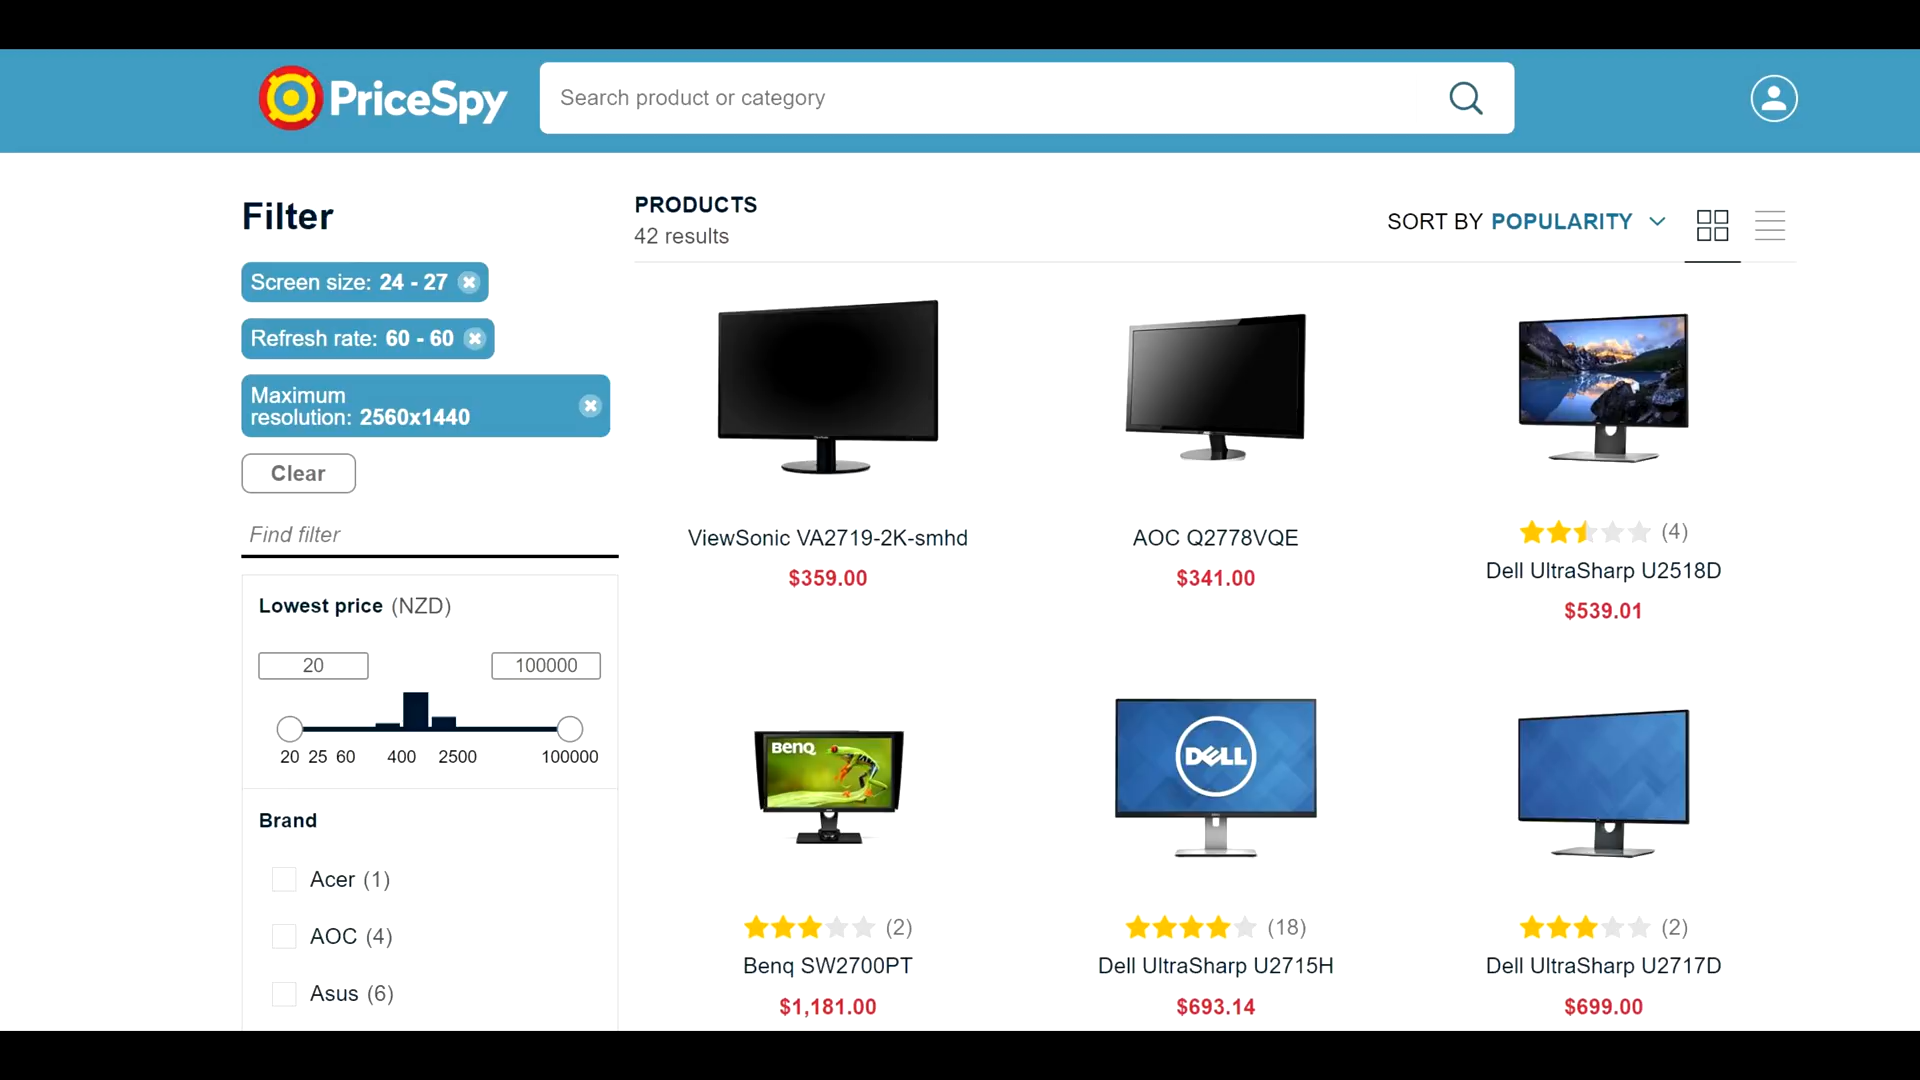 PriceSpy
Search product or category
Filter
Screen size: 24 - 27
Refresh rate: 60 - 60
Maximum
resolution: 2560x1440
Clear
Find filter
Lowest price (NZD)
20
100000
20 25 60 400 2500 100000
Brand
Acer (1)
AOC (4)
Asus (6)
PRODUCTS
42 results
SORT BY POPULARITY
ViewSonic VA2719-2K-smhd
$359.00
AOC Q2778VQE
$341.00
(4)
Dell UltraSharp U2518D
$539.01
BenQ
(2)
Benq SW2700PT
$1,181.00
DELL
(18)
Dell UltraSharp U2715H
$693.14
(2)
Dell UltraSharp U2717D
$699.00